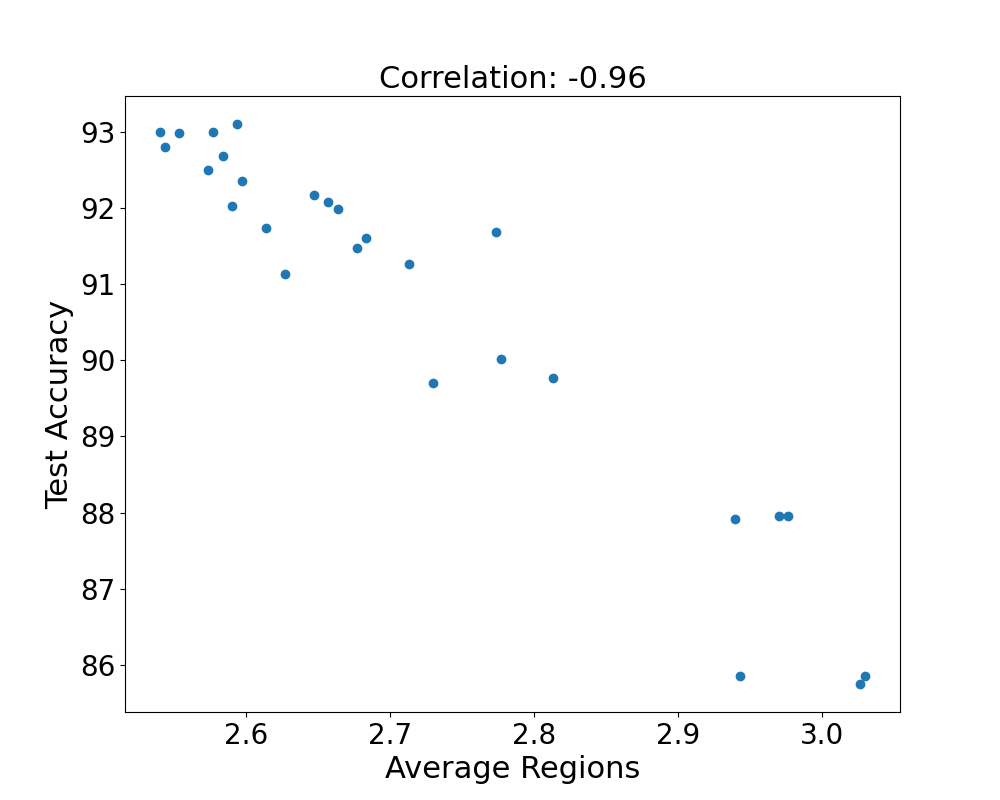 Correlation: -0.96
Test Accuracy
93
92
91
90
89
88
87
86
2.6 2.7 2.8 2.9 3.0
Average Regions